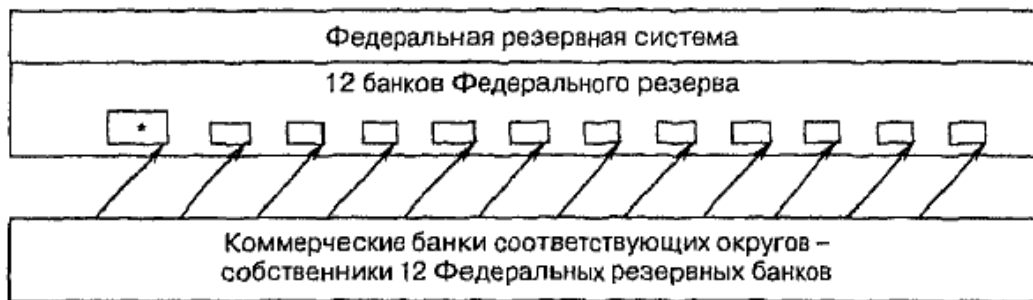 Федеральная резервная система
12 банков Федерального резерва
*
Коммерческие банки соответствующих округов –
собственники 12 Федеральных резервных банков